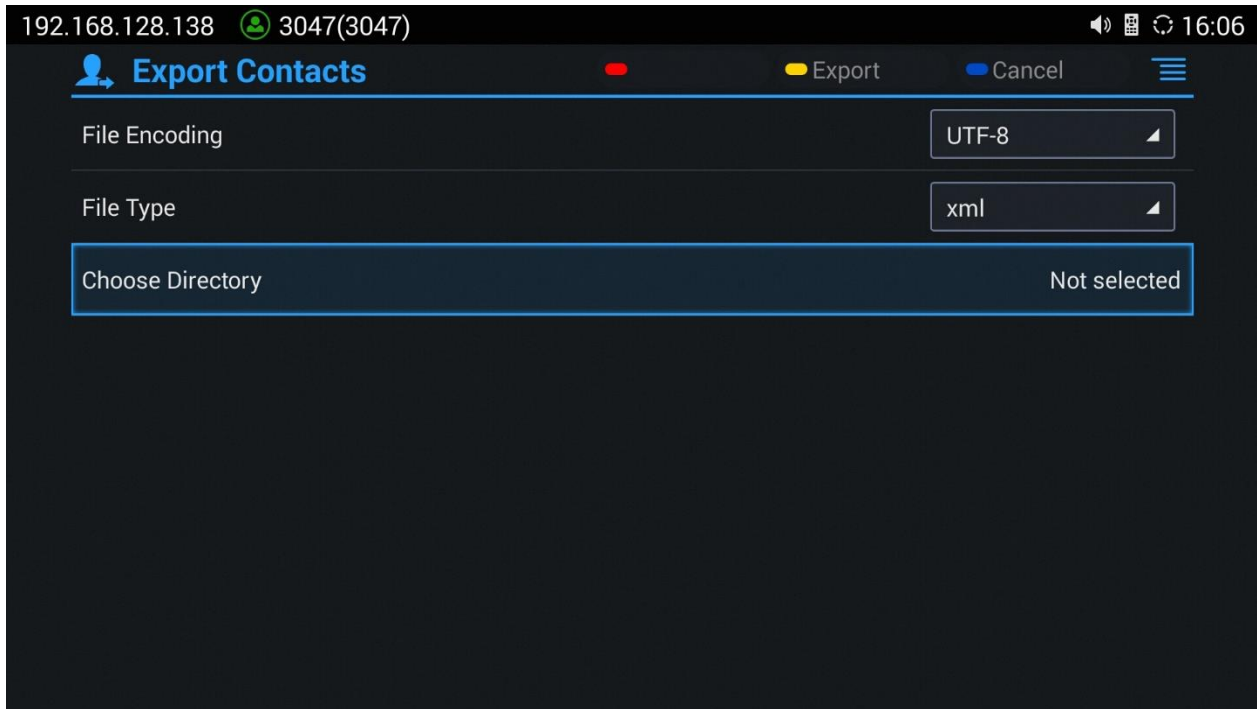 192.168.128.138 3047(3047) 16:06
Export Contacts Export Cancel
File Encoding UTF-8
File Type xml
Choose Directory Not selected